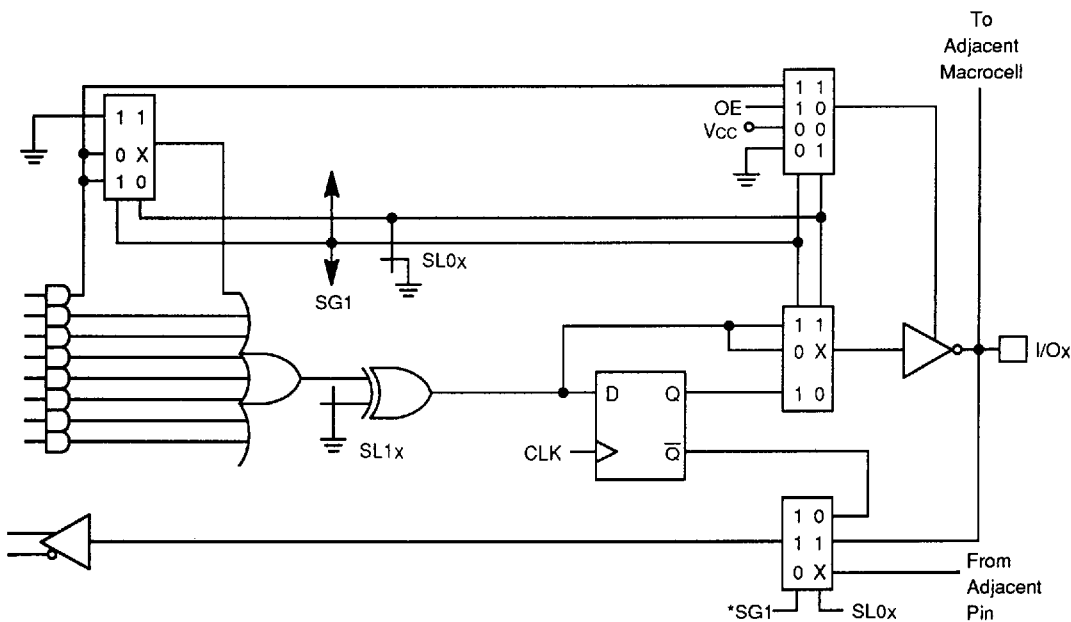 To
Adjacent
Macrocell
1 1
OE
1 0
Vcc
0 0
0 1
1 1
0 X
1 0
SL0x
SG1
1 1
0 X
1 0
I/Ox
D Q
SL1x
CLK
Q̅
1 0
1 1
0 X
From
Adjacent
Pin
*SG1
SL0x